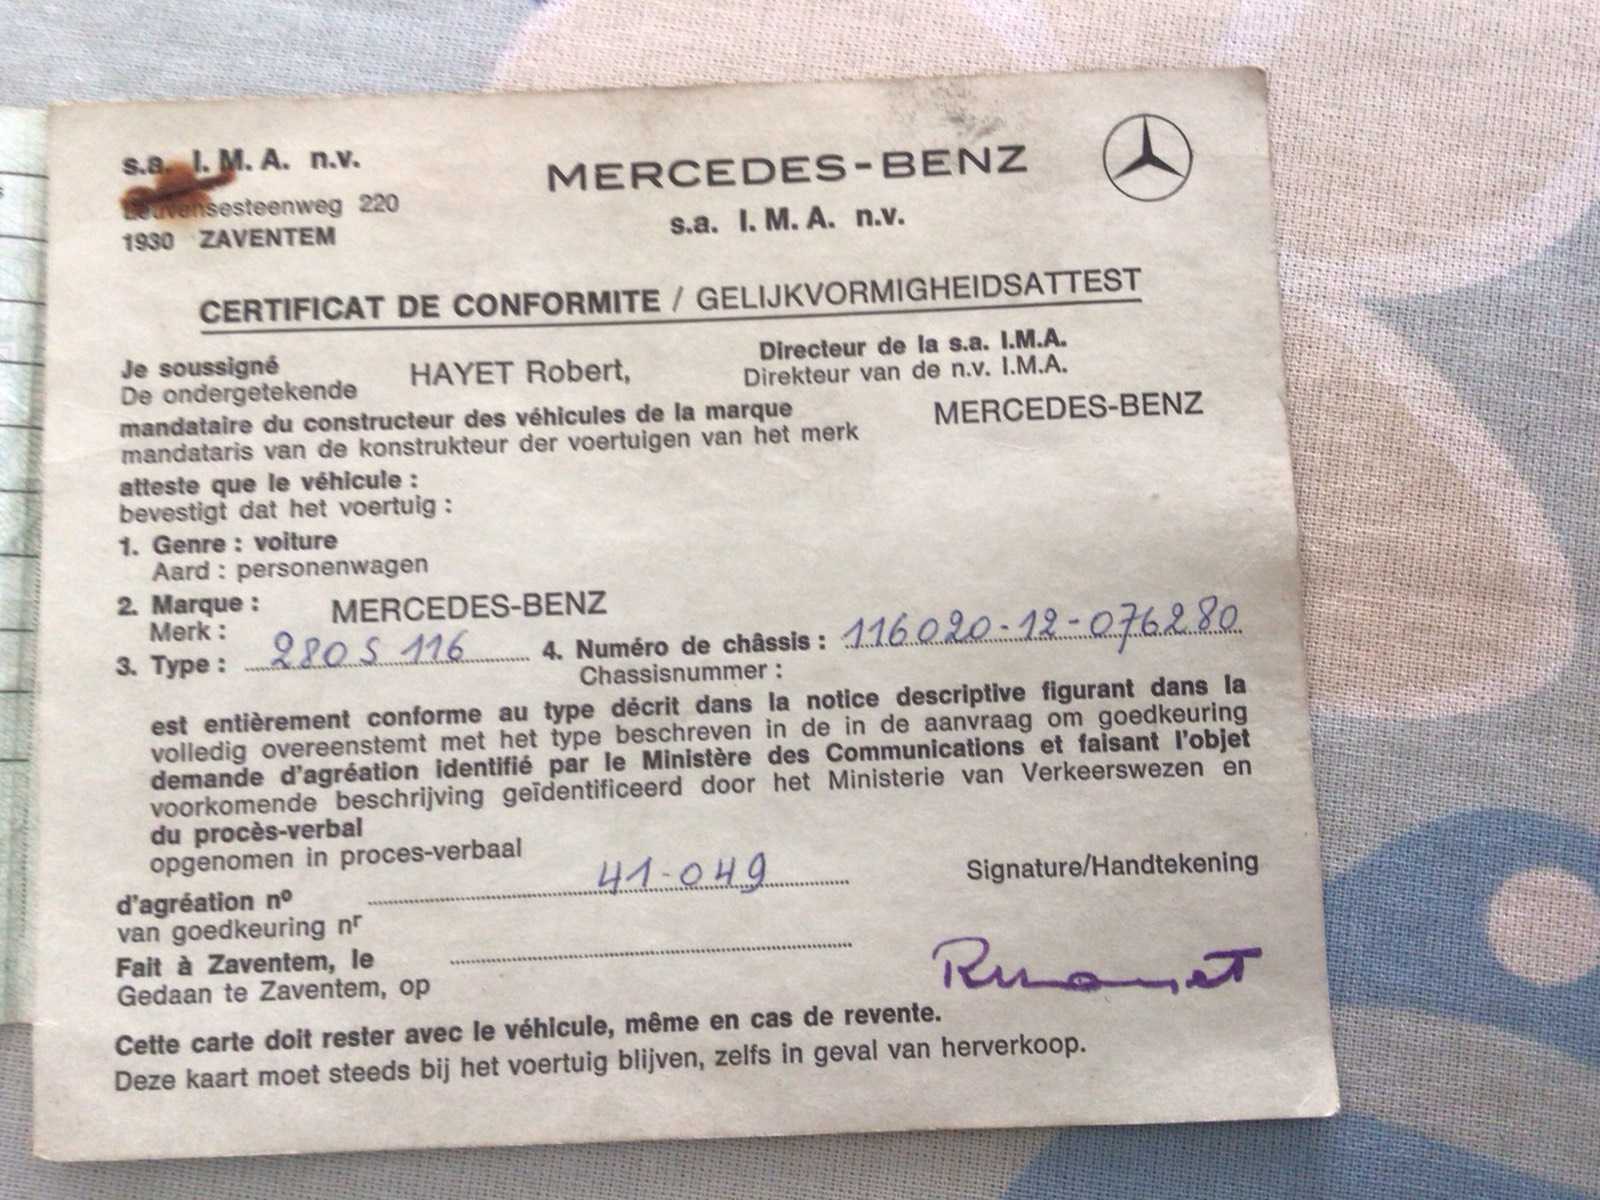 s.a. I.M.A. n.v.
Leuvensesteenweg 220
1930 ZAVENTEM
MERCEDES-BENZ
s.a. I.M.A. n.v.
CERTIFICAT DE CONFORMITE / GELIJKVORMIGHEIDSATTEST
Je soussigné HAYET Robert, Directeur de la s.a. I.M.A.
De ondergetekende Direkteur van de n.v. I.M.A.
mandataire du constructeur des véhicules de la marque MERCEDES-BENZ
mandataris van de konstrukteur der voertuigen van het merk
atteste que le véhicule :
bevestigt dat het voertuig :
1. Genre : voiture
Aard : personenwagen
2. Marque : MERCEDES-BENZ
Merk :
3. Type : 280 S 116 4. Numéro de châssis : 116020-12-076280
Chassisnummer :
est entièrement conforme au type décrit dans la notice descriptive figurant dans la
volledig overeenstemt met het type beschreven in de in de aanvraag om goedkeuring
demande d'agréation identifié par le Ministère des Communications et faisant l'objet
voorkomende beschrijving geïdentificeerd door het Ministerie van Verkeerswezen en
du procès-verbal
opgenomen in proces-verbaal
d'agréation nº 41-049 Signature/Handtekening
van goedkeuring nr
Fait à Zaventem, le
Gedaan te Zaventem, op
Cette carte doit rester avec le véhicule, même en cas de revente.
Deze kaart moet steeds bij het voertuig blijven, zelfs in geval van herverkoop.